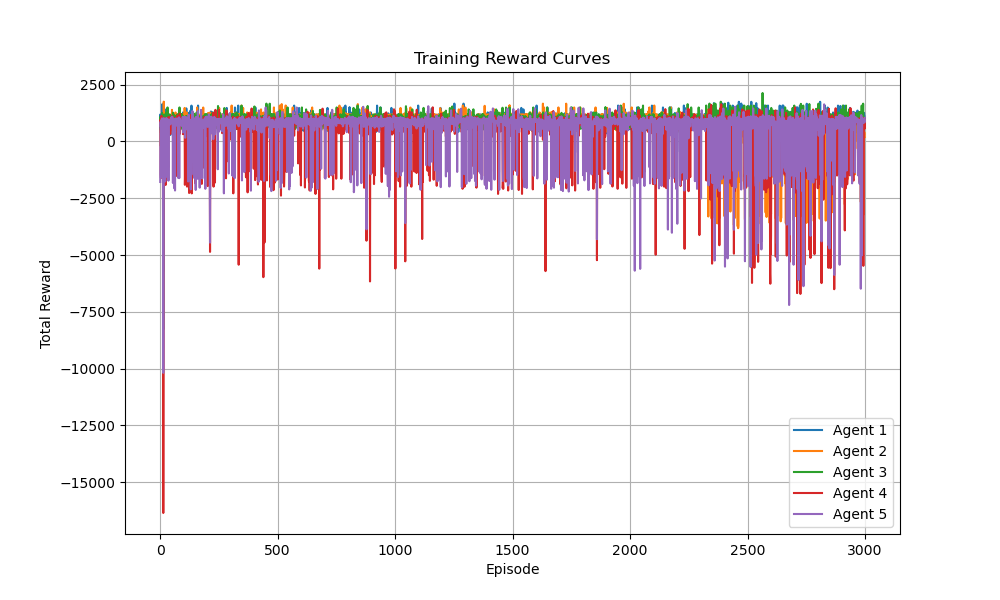 Training Reward Curves
2500
0
−2500
−5000
−7500
−10000
−12500
−15000
Total Reward
0
500
1000
1500
2000
2500
3000
Episode
Agent 1
Agent 2
Agent 3
Agent 4
Agent 5